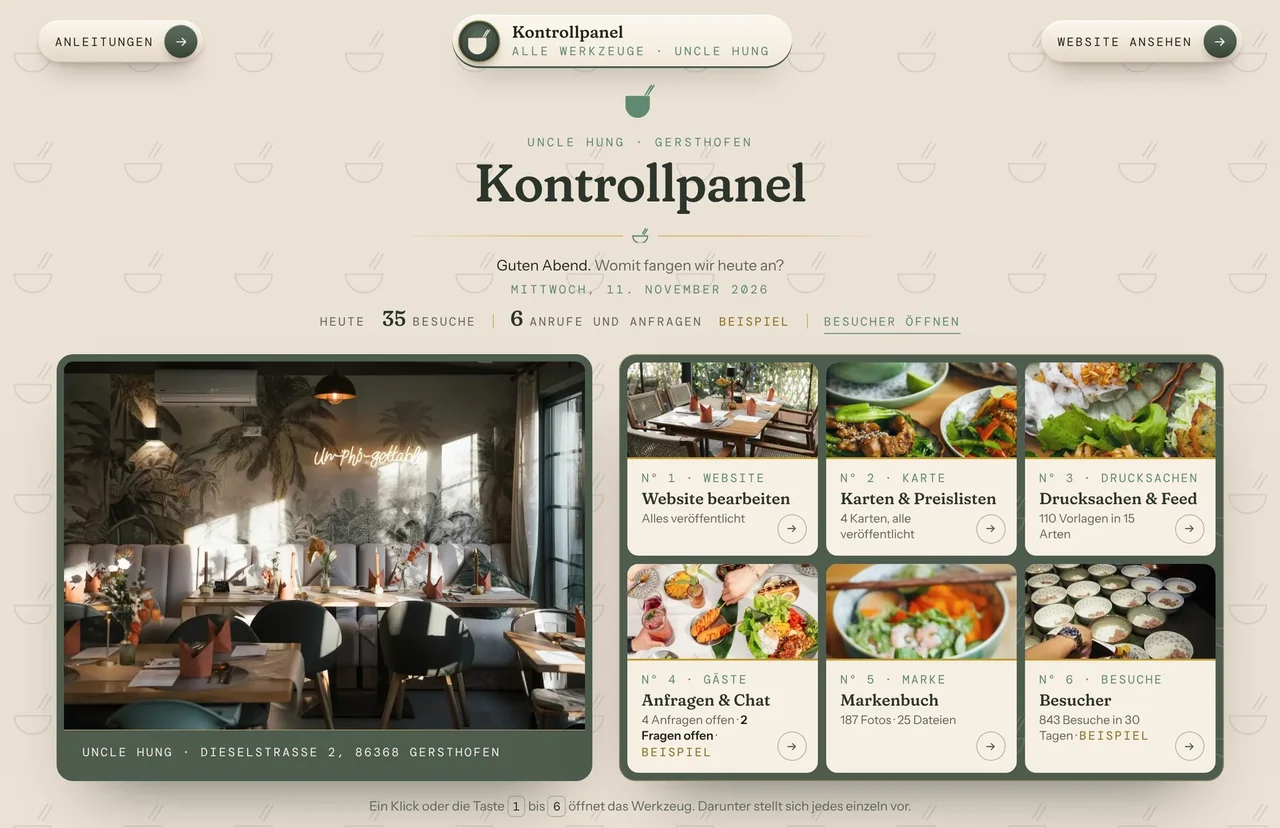 ANLEITUNGEN →
Kontrollpanel
ALLE WERKZEUGE · UNCLE HUNG
WEBSITE ANSEHEN →
UNCLE HUNG · GERSTHOFEN
Kontrollpanel
Guten Abend. Womit fangen wir heute an?
MITTWOCH, 11. NOVEMBER 2026
HEUTE 35 BESUCHE | 6 ANRUFE UND ANFRAGEN BEISPIEL | BESUCHER ÖFFNEN
Um-phở-gettable
UNCLE HUNG · DIESELSTRASSE 2, 86368 GERSTHOFEN
N° 1 · WEBSITE
Website bearbeiten
Alles veröffentlicht
→
N° 2 · KARTE
Karten & Preislisten
4 Karten, alle
veröffentlicht
→
N° 3 · DRUCKSACHEN
Drucksachen & Feed
110 Vorlagen in 15
Arten
→
N° 4 · GÄSTE
Anfragen & Chat
4 Anfragen offen · 2
Fragen offen ·
BEISPIEL
→
N° 5 · MARKE
Markenbuch
187 Fotos · 25 Dateien
→
N° 6 · BESUCHE
Besucher
843 Besuche in 30
Tagen · BEISPIEL
→
Ein Klick oder die Taste 1 bis 6 öffnet das Werkzeug. Darunter stellt sich jedes einzeln vor.